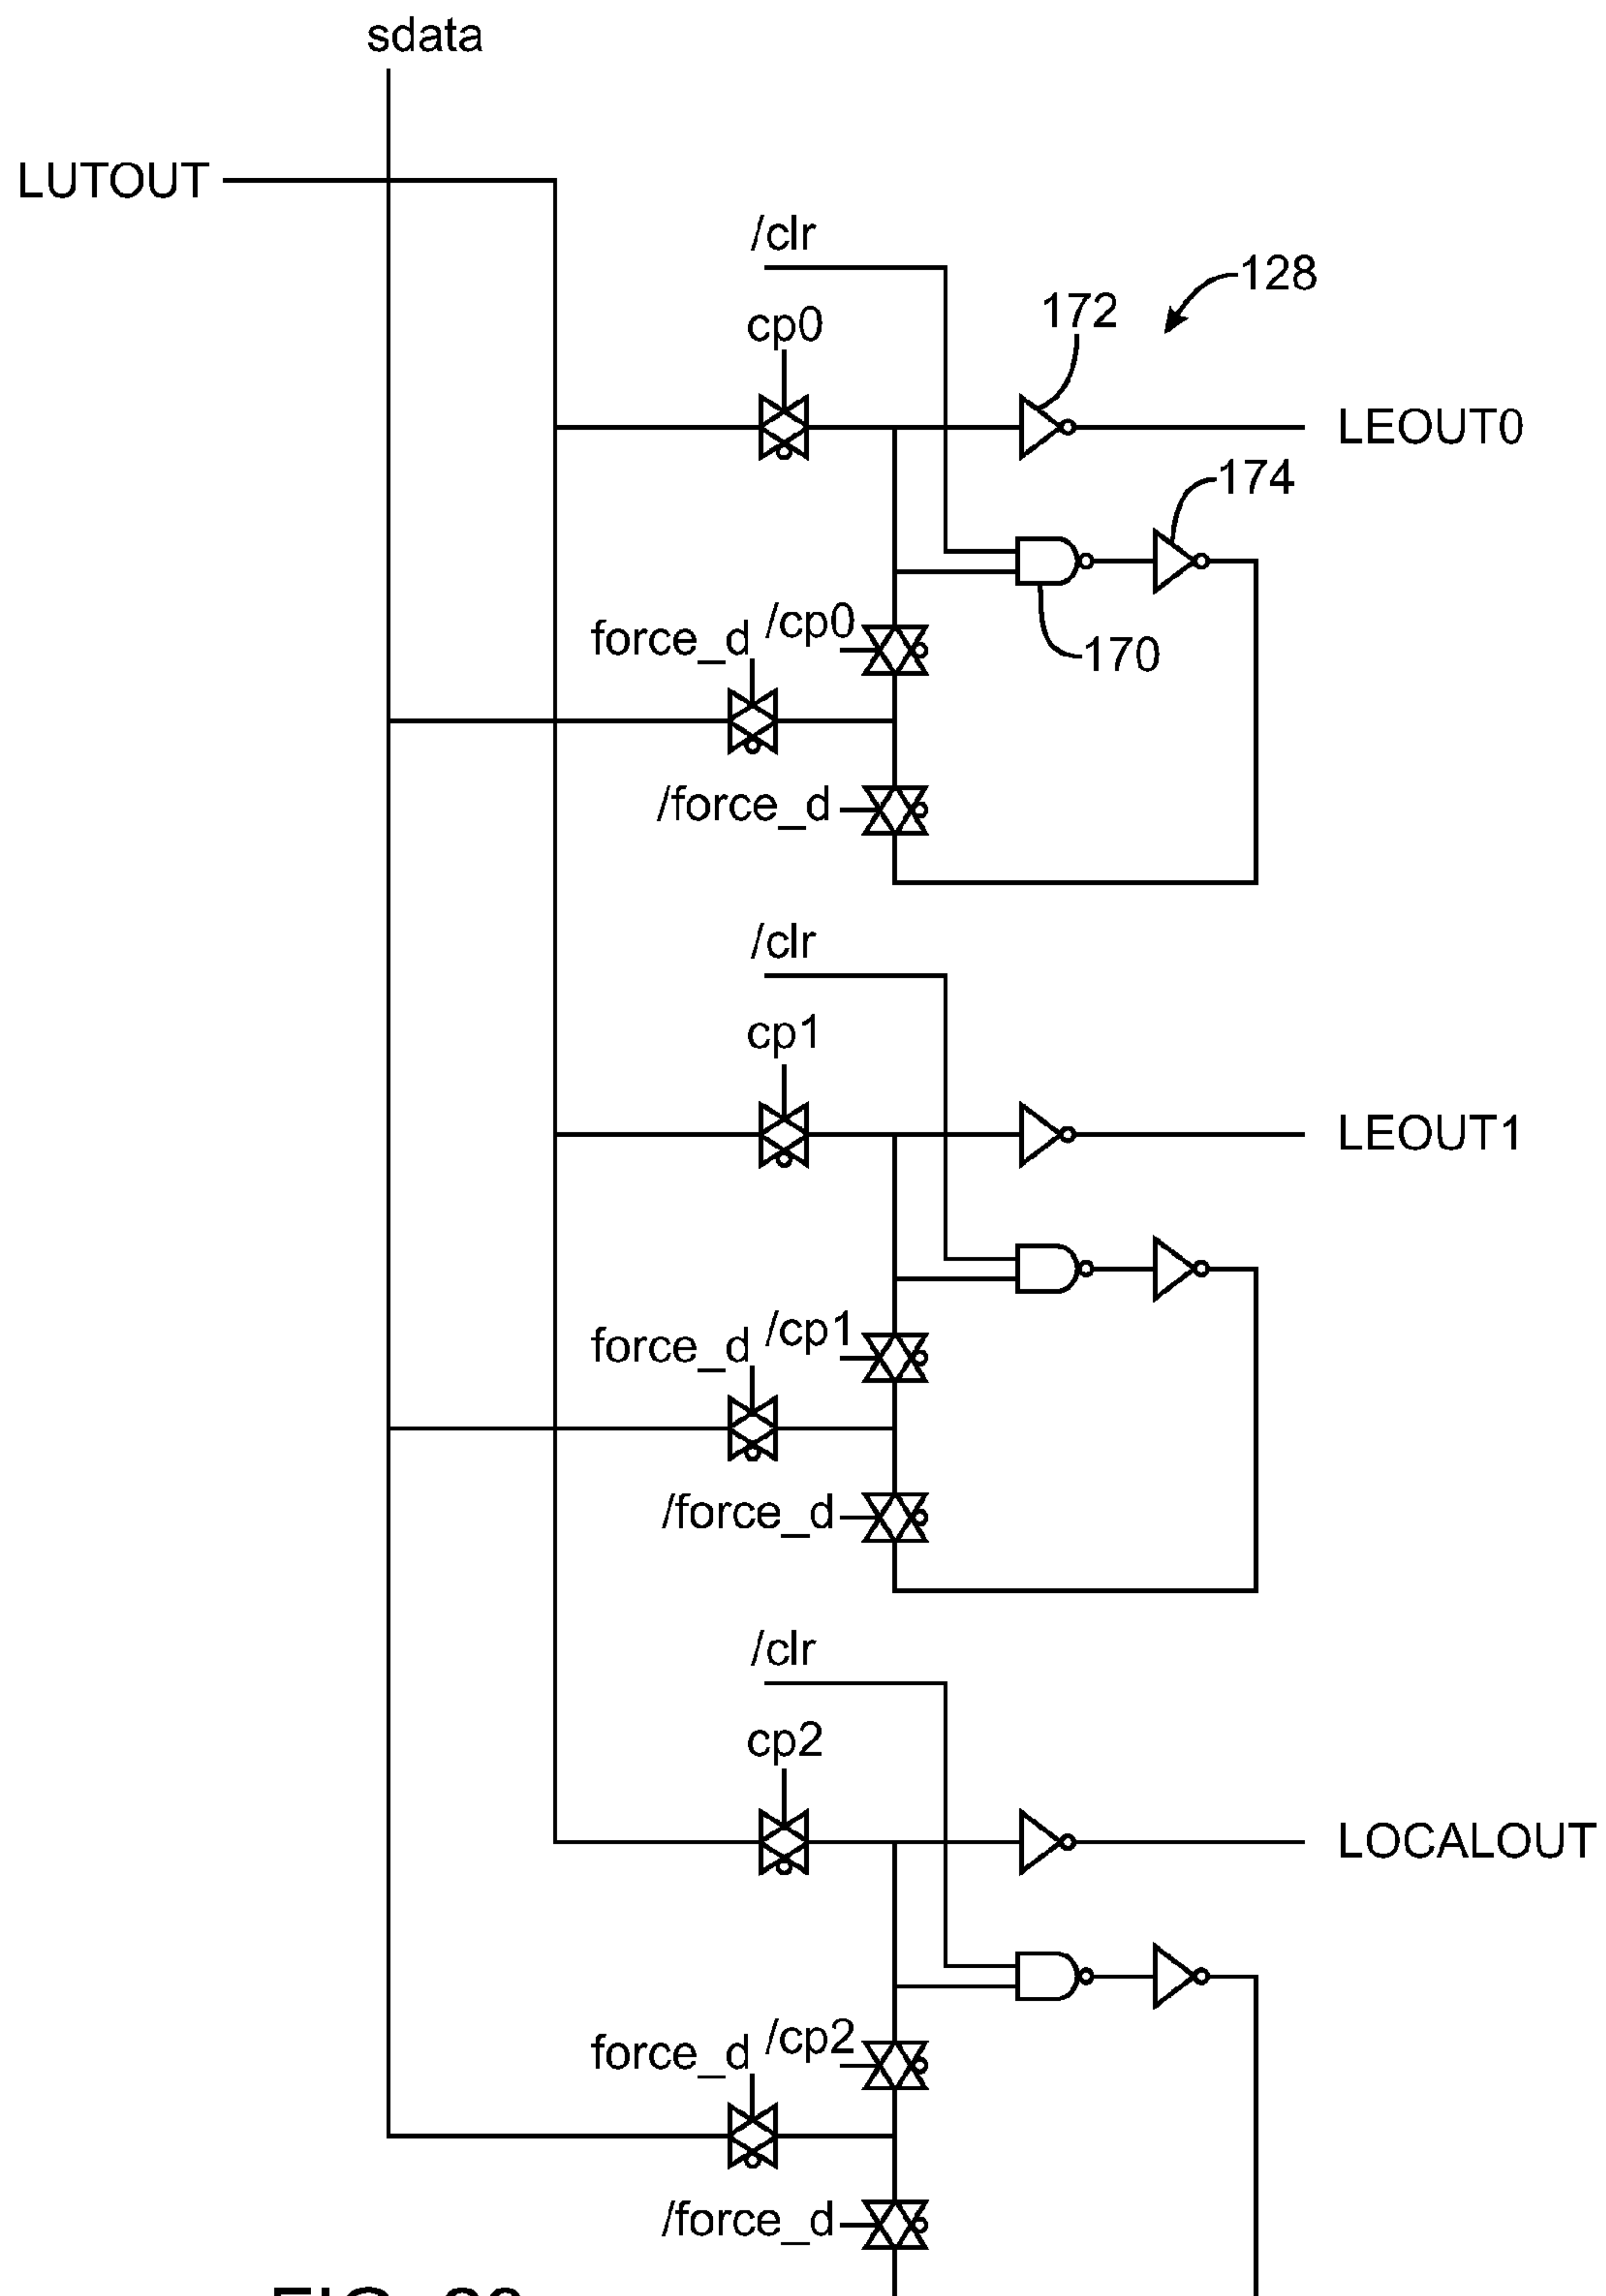 sdata
LUTOUT
/clr
128
172
cp0
LEOUT0
174
/cp0
force_d
170
/force_d
/clr
cp1
LEOUT1
/cp1
force_d
/force_d
/clr
cp2
LOCALOUT
/cp2
force_d
/force_d